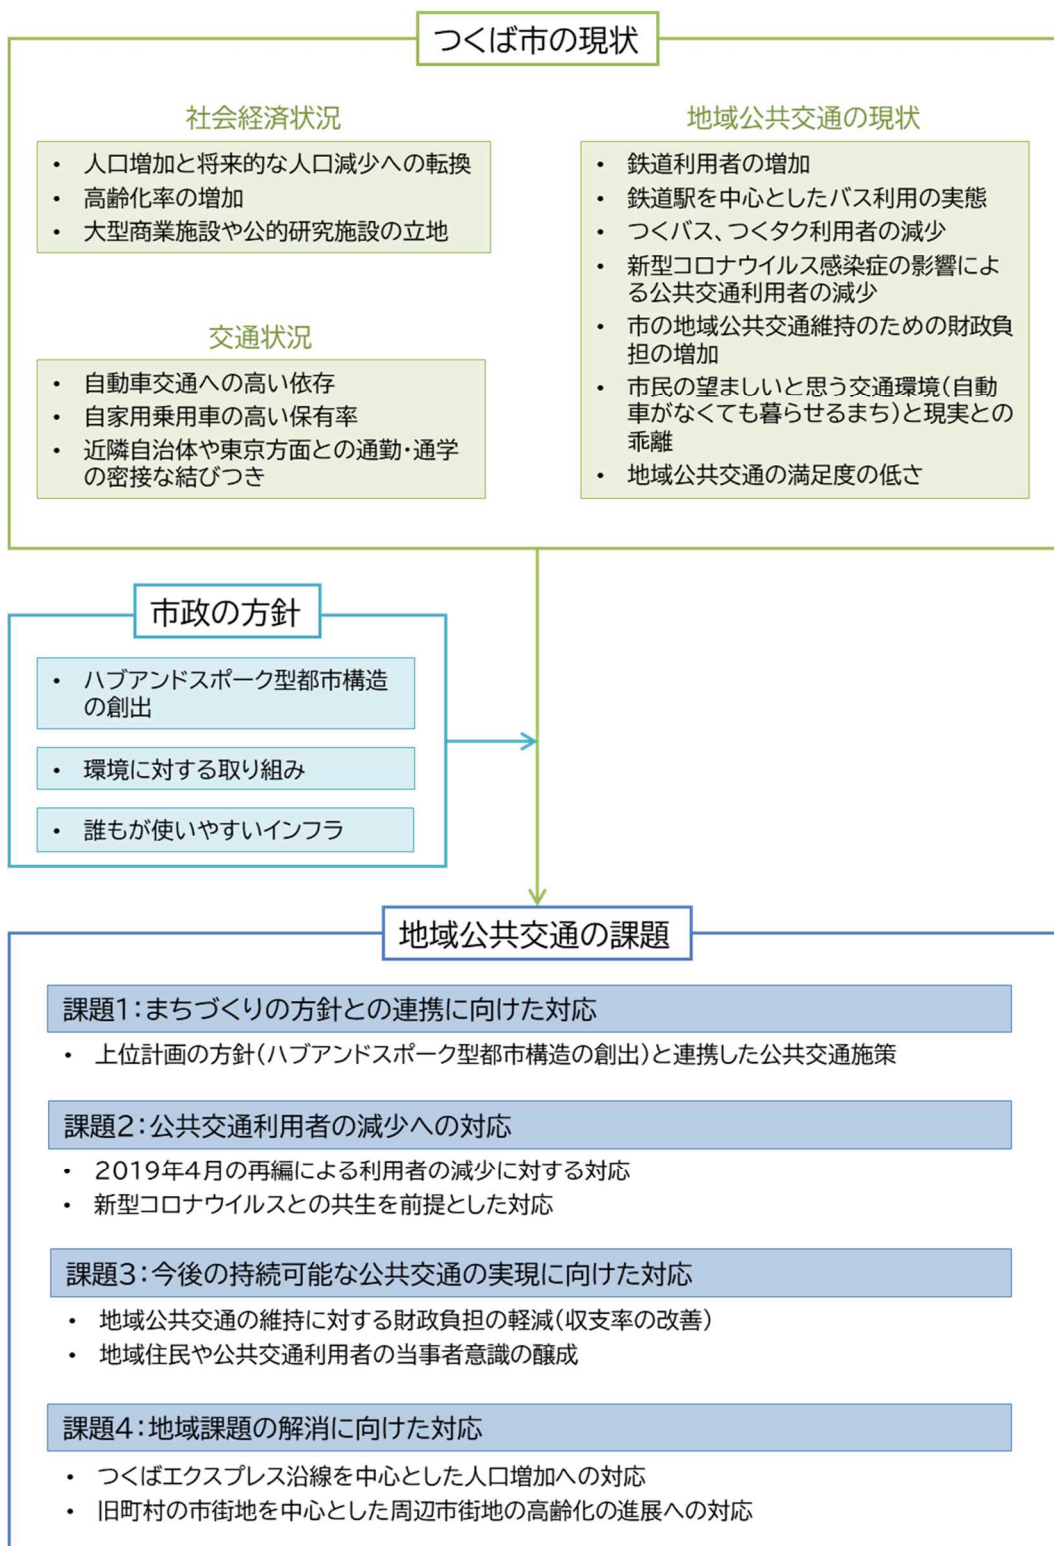 つくば市の現状
社会経済状況
• 人口増加と将来的な人口減少への転換
• 高齢化率の増加
• 大型商業施設や公的研究施設の立地
交通状況
• 自動車交通への高い依存
• 自家用乗用車の高い保有率
• 近隣自治体や東京方面との通勤・通学
の密接な結びつき
地域公共交通の現状
• 鉄道利用者の増加
• 鉄道駅を中心としたバス利用の実態
• つくバス、つくタク利用者の減少
• 新型コロナウイルス感染症の影響によ
る公共交通利用者の減少
• 市の地域公共交通維持のための財政負
担の増加
• 市民の望ましいと思う交通環境(自動
車がなくても暮らせるまち)と現実との
乖離
• 地域公共交通の満足度の低さ
市政の方針
• ハブアンドスポーク型都市構造
の創出
• 環境に対する取り組み
• 誰もが使いやすいインフラ
地域公共交通の課題
課題1:まちづくりの方針との連携に向けた対応
• 上位計画の方針(ハブアンドスポーク型都市構造の創出)と連携した公共交通施策
課題2:公共交通利用者の減少への対応
• 2019年4月の再編による利用者の減少に対する対応
• 新型コロナウイルスとの共生を前提とした対応
課題3:今後の持続可能な公共交通の実現に向けた対応
• 地域公共交通の維持に対する財政負担の軽減(収支率の改善)
• 地域住民や公共交通利用者の当事者意識の醸成
課題4:地域課題の解消に向けた対応
• つくばエクスプレス沿線を中心とした人口増加への対応
• 旧町村の市街地を中心とした周辺市街地の高齢化の進展への対応